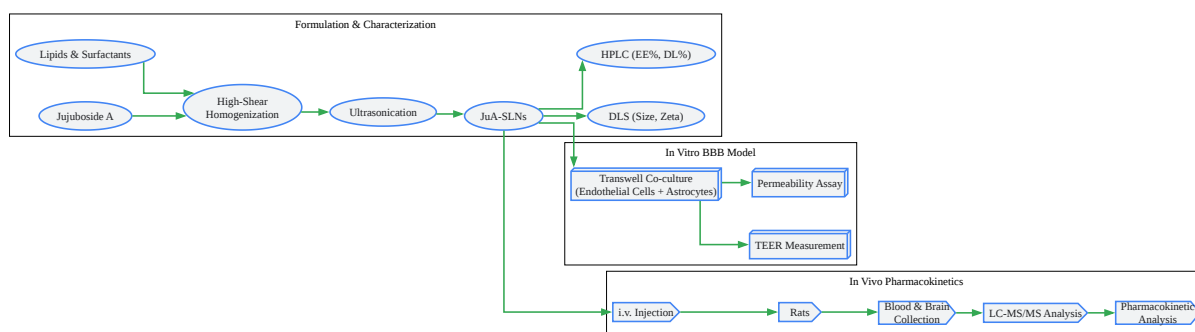 Formulation & Characterization
Lipids & Surfactants
HPLC (EE%, DL%)
High-Shear
Homogenization
Ultrasonication
Jujuboside A
JuA-SLNs
DLS (Size, Zeta)
In Vitro BBB Model
Transwell Co-culture
(Endothelial Cells + Astrocytes)
Permeability Assay
TEER Measurement
In Vivo Pharmacokinetics
i.v. Injection
Rats
Blood & Brain
Collection
LC-MS/MS Analysis
Pharmacokinetic
Analysis